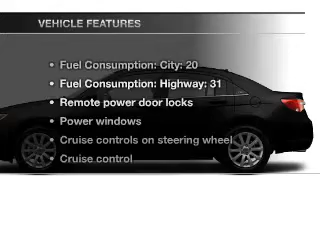 VEHICLE FEATURES
• Fuel Consumption: City: 20
• Fuel Consumption: Highway: 31
• Remote power door locks
• Power windows
• Cruise controls on steering wheel
• Cruise control